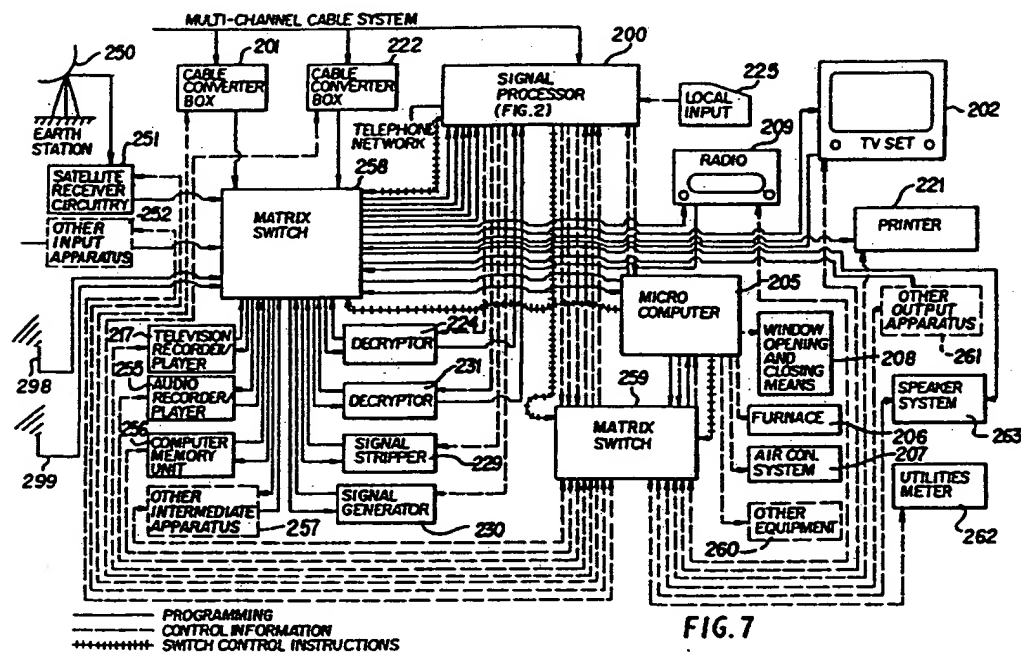 MULTI-CHANNEL CABLE SYSTEM
250
201
222
200
CABLE
CONVERTER
BOX
CABLE
CONVERTER
BOX
SIGNAL
PROCESSOR
(FIG.2)
225
LOCAL
INPUT
202
TV SET
EARTH
STATION
251
TELEPHONE
NETWORK
209
RADIO
SATELLITE
RECEIVER
CIRCUITRY
258
221
PRINTER
252
OTHER
INPUT
APPARATUS
MATRIX
SWITCH
205
MICRO
COMPUTER
OTHER
OUTPUT
APPARATUS
261
217
TELEVISION
RECORDER/
PLAYER
224
DECRYPTOR
WINDOW
OPENING
AND
CLOSING
MEANS
208
298
255
AUDIO
RECORDER/
PLAYER
231
DECRYPTOR
259
MATRIX
SWITCH
SPEAKER
SYSTEM
263
FURNACE
206
256
COMPUTER
MEMORY
UNIT
SIGNAL
STRIPPER
229
AIR CON.
SYSTEM
207
299
UTILITIES
METER
262
OTHER
INTERMEDIATE
APPARATUS
257
SIGNAL
GENERATOR
230
OTHER
EQUIPMENT
260
PROGRAMMING
CONTROL INFORMATION
SWITCH CONTROL INSTRUCTIONS
FIG. 7